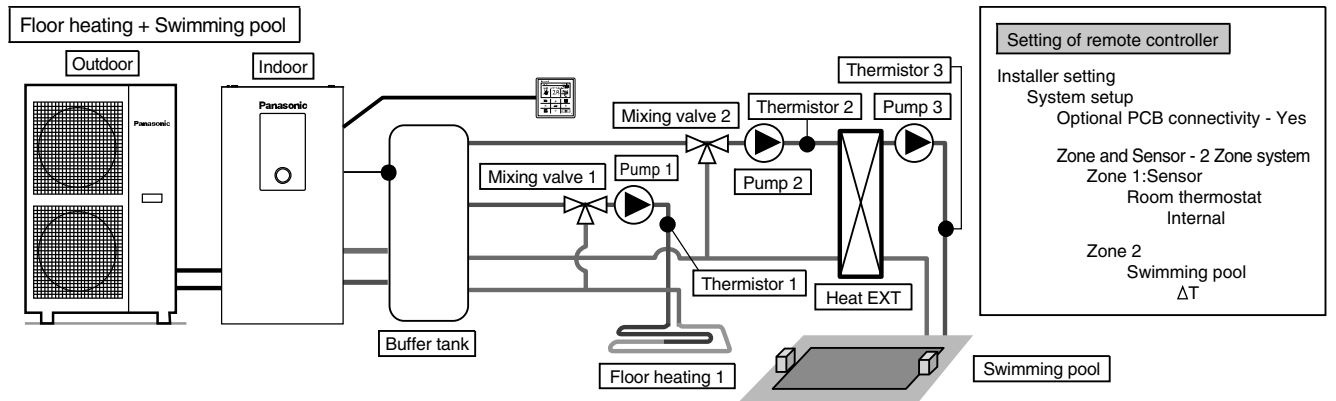 Floor heating + Swimming pool
Outdoor
Indoor
Panasonic
Panasonic
Mixing valve 2
Thermistor 2
Thermistor 3
Pump 3
Mixing valve 1
Pump 1
Pump 2
Thermistor 1
Heat EXT
Buffer tank
Floor heating 1
Swimming pool
Setting of remote controller
Installer setting
System setup
Optional PCB connectivity - Yes
Zone and Sensor - 2 Zone system
Zone 1:Sensor
Room thermostat
Internal
Zone 2
Swimming pool
ΔT